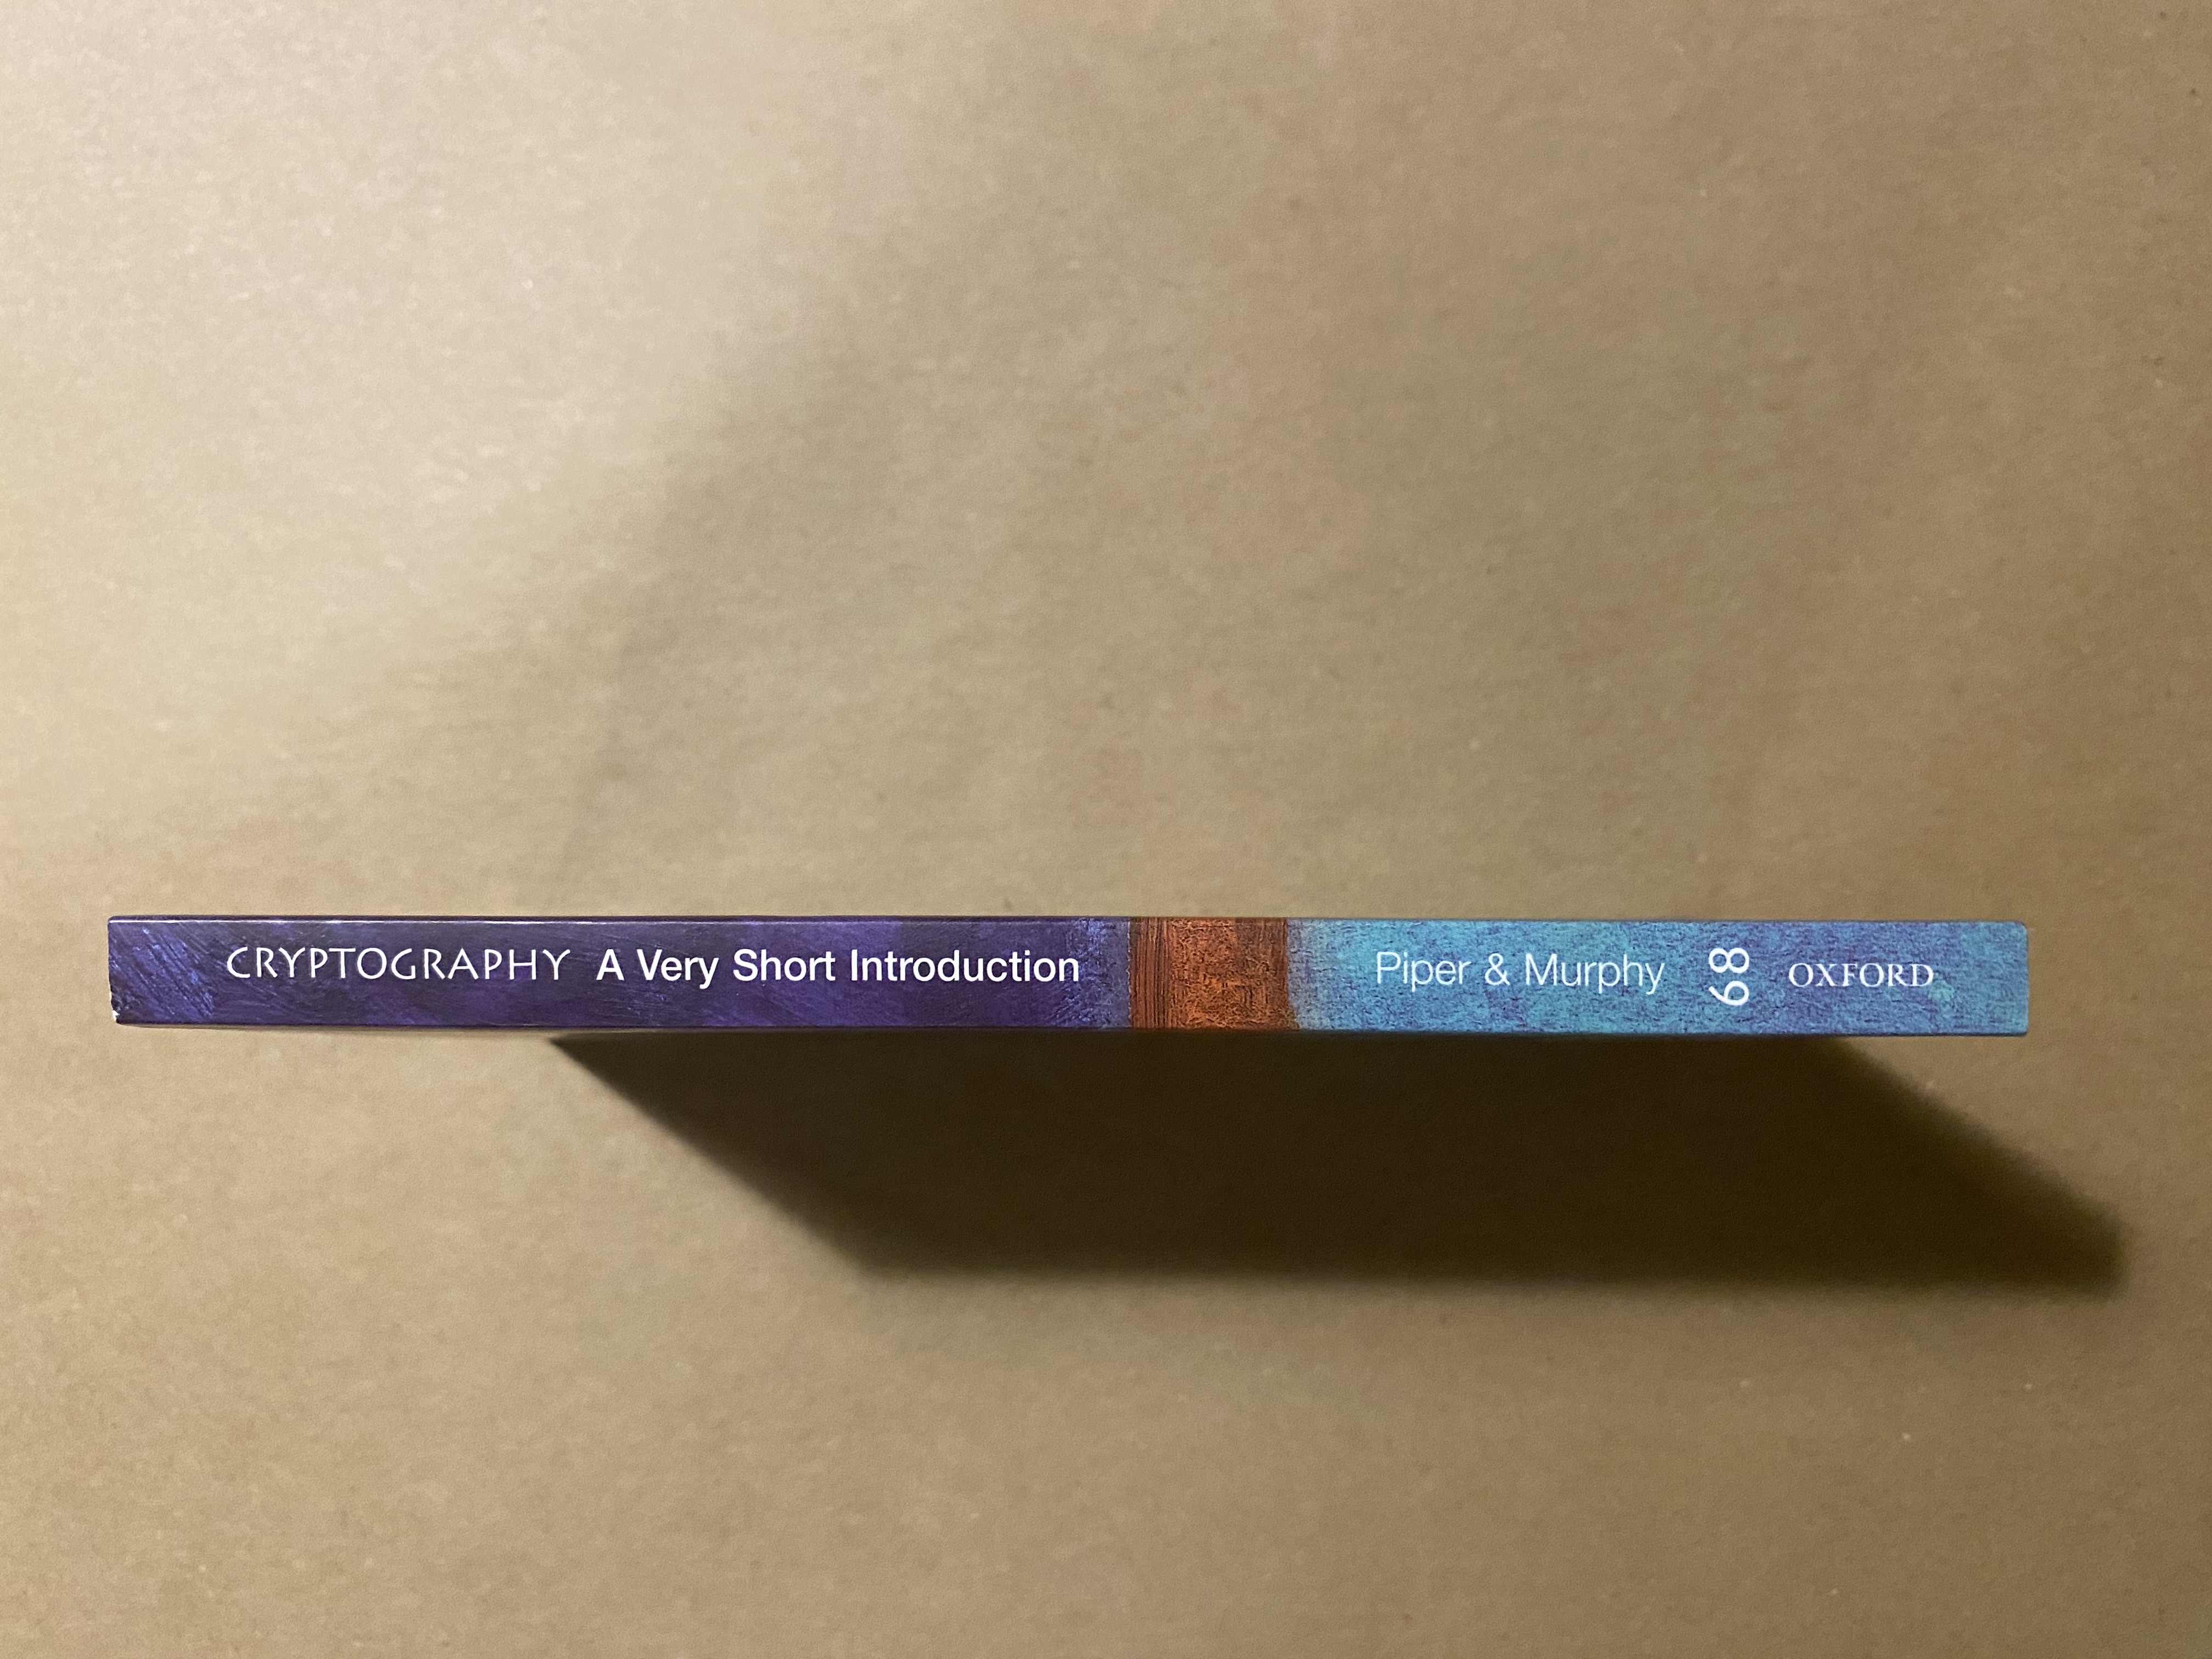 CRYPTOGRAPHY A Very Short Introduction Piper & Murphy 68 OXFORD